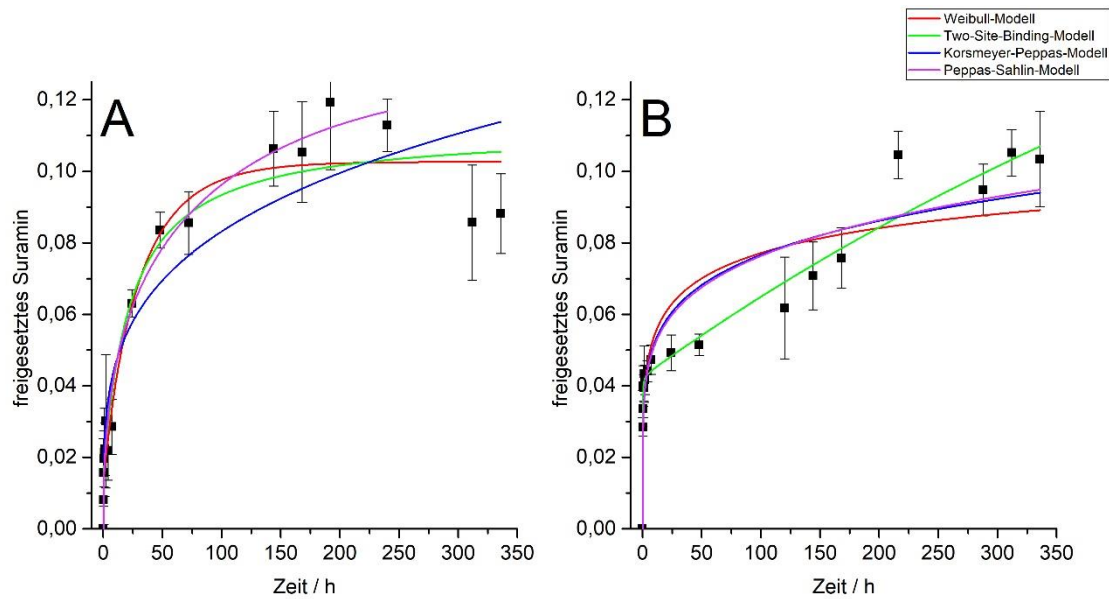 Weibull-Modell
Two-Site-Binding-Modell
Korsmeyer-Peppas-Modell
Peppas-Sahlin-Modell
A
0,12
0,10
0,08
0,06
0,04
0,02
0,00
freigesetztes Suramin
0 50 100 150 200 250 300 350
Zeit / h
B
0,12
0,10
0,08
0,06
0,04
0,02
0,00
freigesetztes Suramin
0 50 100 150 200 250 300 350
Zeit / h